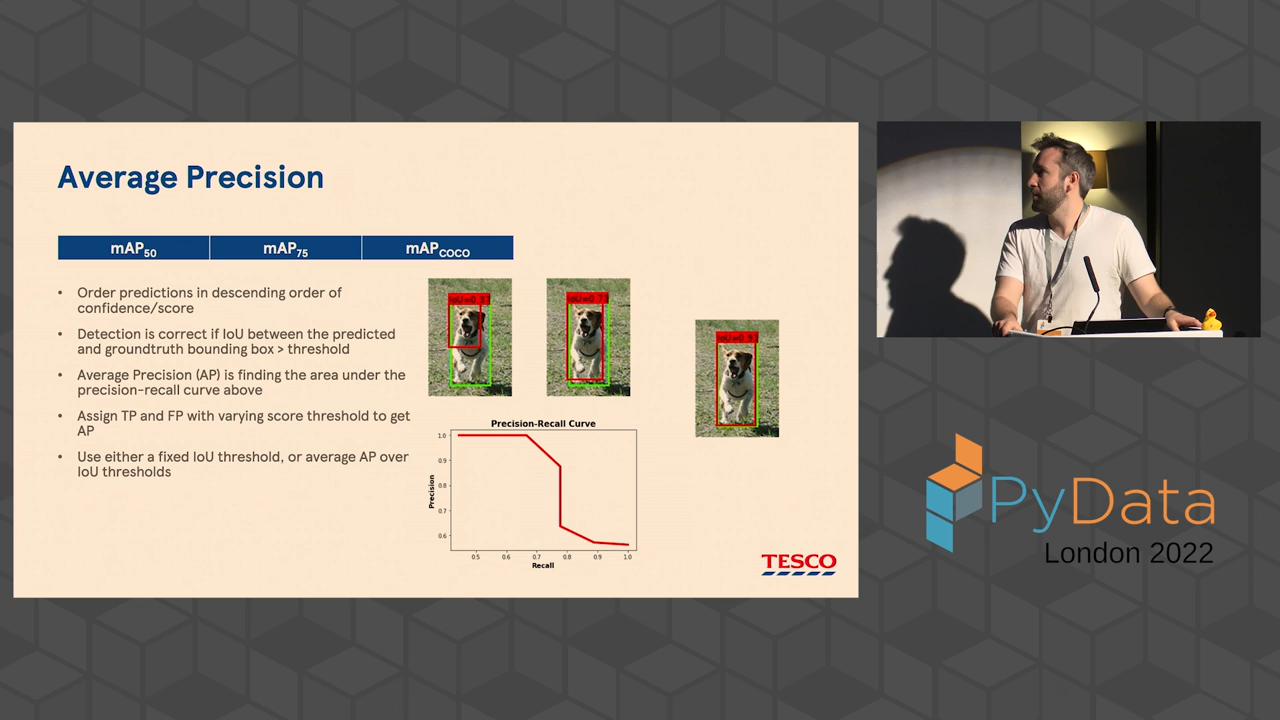 Average Precision
mAP50
mAP75
mAPCOCO
• Order predictions in descending order of
confidence/score
• Detection is correct if IoU between the predicted
and groundtruth bounding box > threshold
• Average Precision (AP) is finding the area under the
precision-recall curve above
• Assign TP and FP with varying score threshold to get
AP
• Use either a fixed IoU threshold, or average AP over
IoU thresholds
Precision-Recall Curve
1.0
0.9
0.8
0.7
0.6
Precision
0.5 0.6 0.7 0.8 0.9 1.0
Recall
TESCO
PyData
London 2022